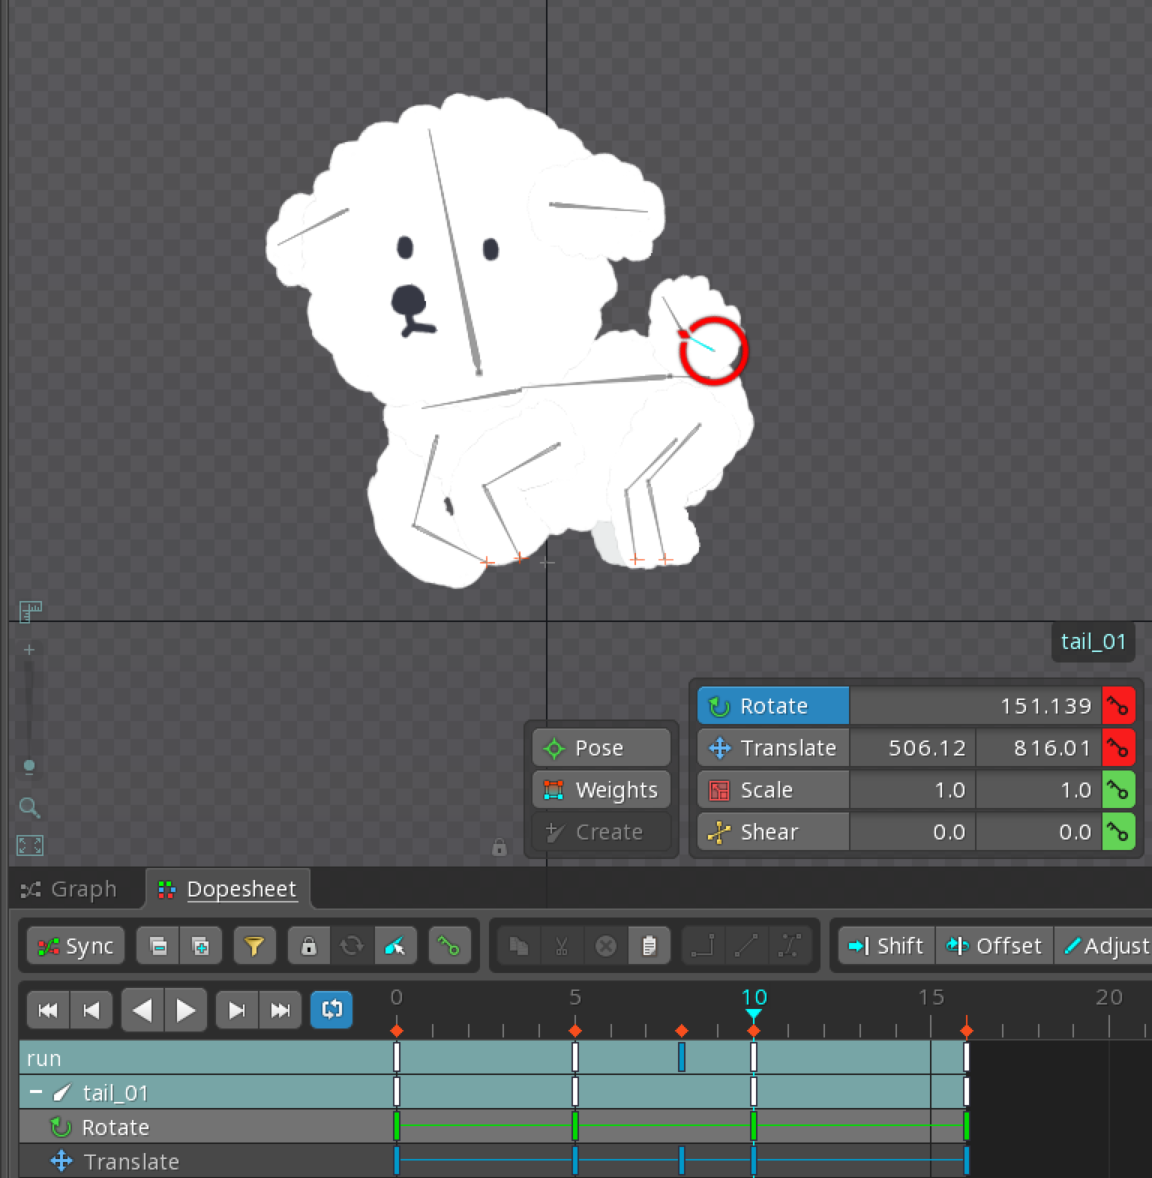 tail_01
Rotate 151.139
Pose Translate 506.12 816.01
Weights Scale 1.0 1.0
Create Shear 0.0 0.0
Graph Dopesheet
Sync Shift Offset Adjust
0 5 10 15 20
run
tail_01
Rotate
Translate